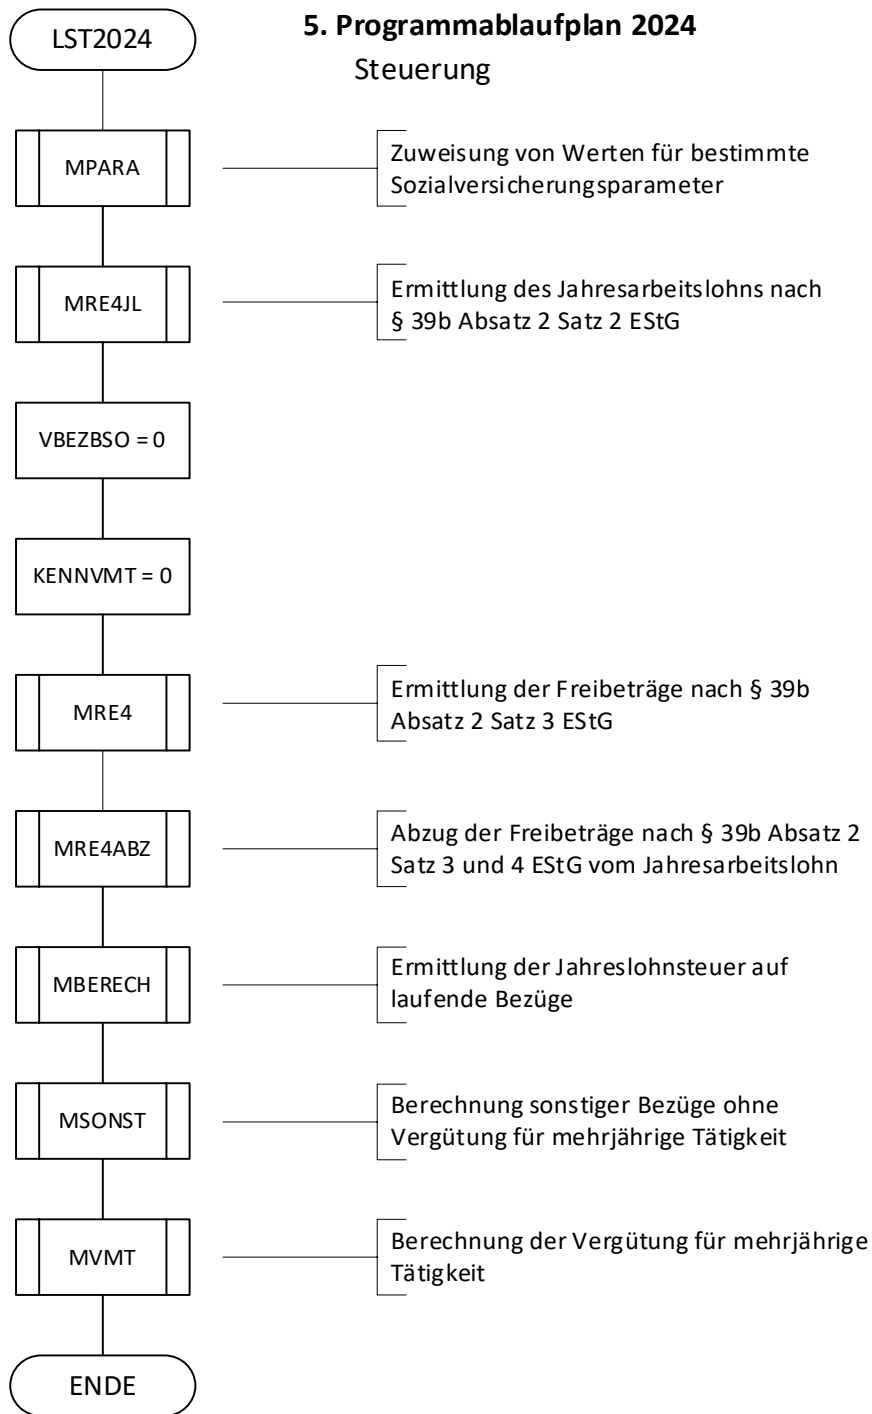 LST2024
5. Programmablaufplan 2024
Steuerung
MPARA
Zuweisung von Werten für bestimmte
Sozialversicherungsparameter
MRE4JL
Ermittlung des Jahresarbeitslohns nach
§ 39b Absatz 2 Satz 2 EStG
VBEZBSO = 0
KENNVMT = 0
MRE4
Ermittlung der Freibeträge nach § 39b
Absatz 2 Satz 3 EStG
MRE4ABZ
Abzug der Freibeträge nach § 39b Absatz 2
Satz 3 und 4 EStG vom Jahresarbeitslohn
MBERECH
Ermittlung der Jahreslohnsteuer auf
laufende Bezüge
MSONST
Berechnung sonstiger Bezüge ohne
Vergütung für mehrjährige Tätigkeit
MVMT
Berechnung der Vergütung für mehrjährige
Tätigkeit
ENDE